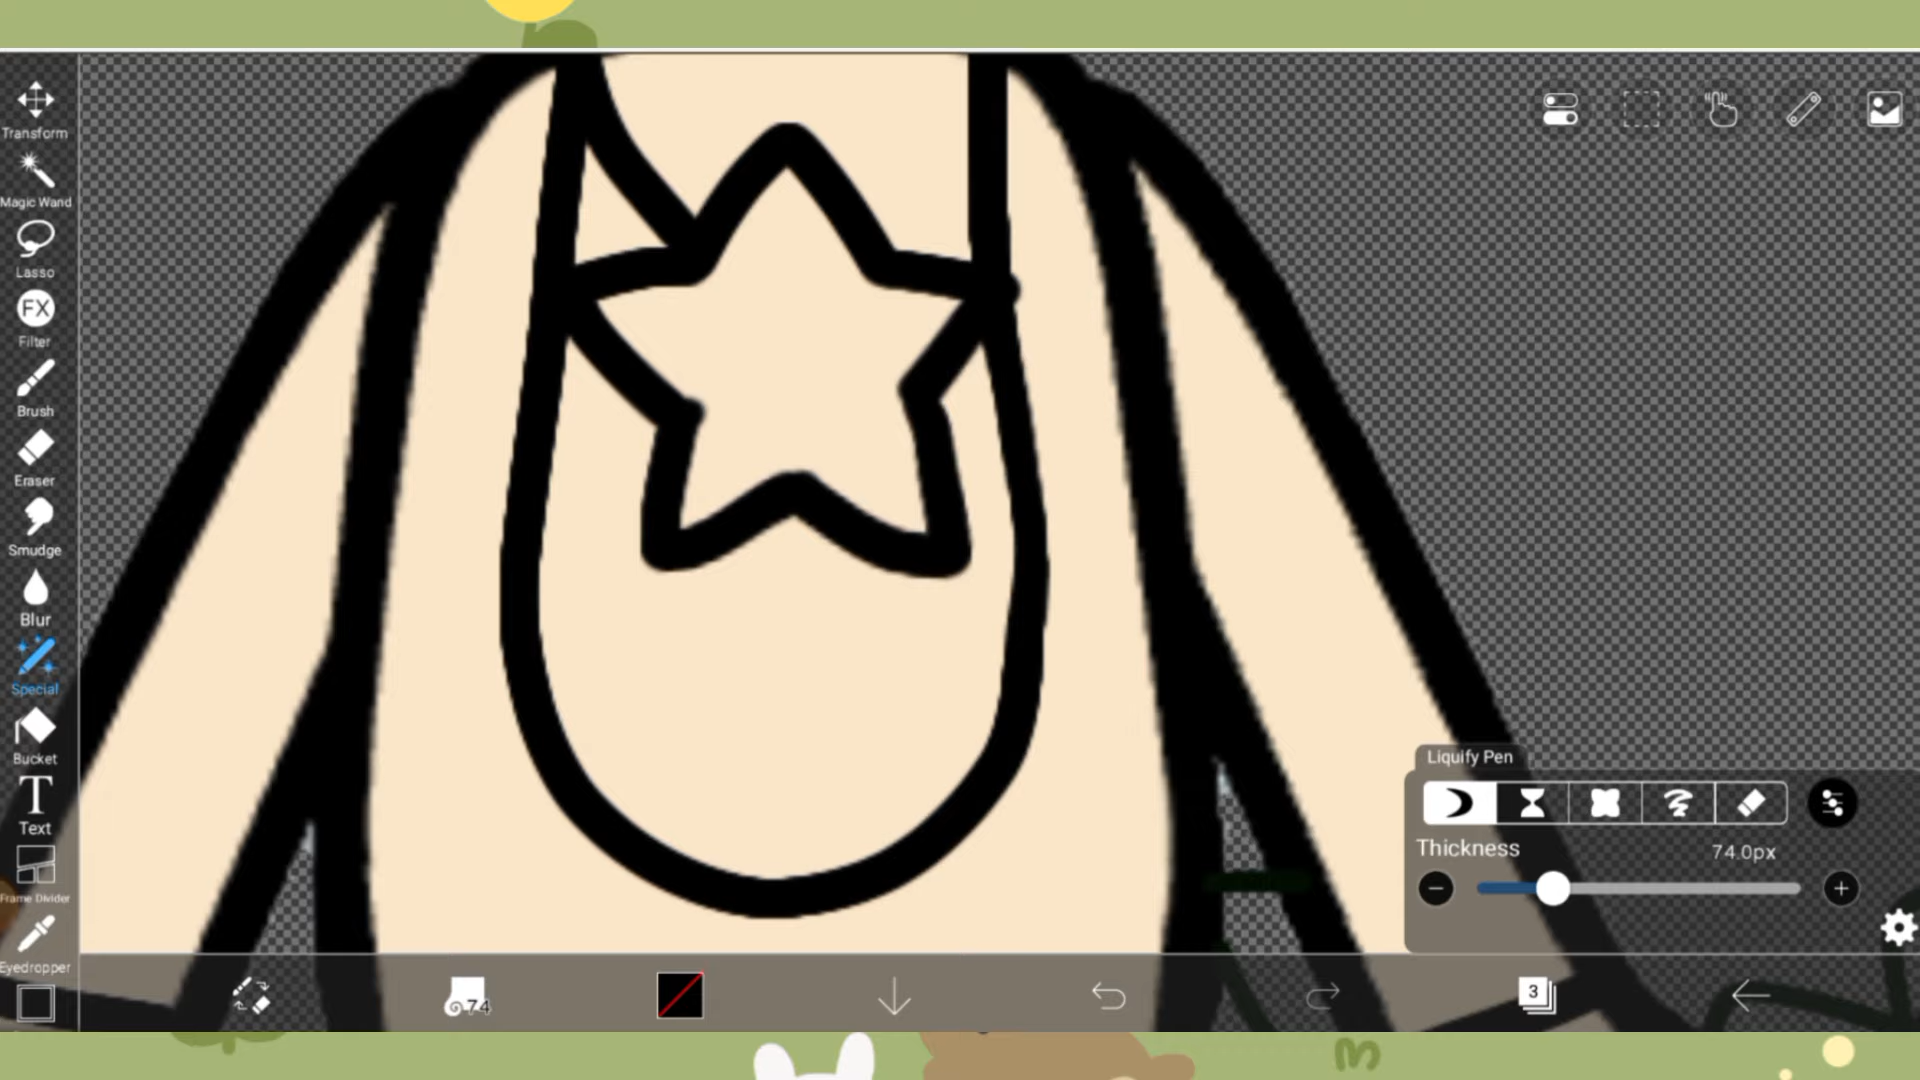 Transform
Magic Wand
Lasso
FX
Filter
Brush
Eraser
Smudge
Blur
Special
Bucket
T
Text
Frame Divider
Eyedropper
Liquify Pen
Thickness
74.0px
74
3
m